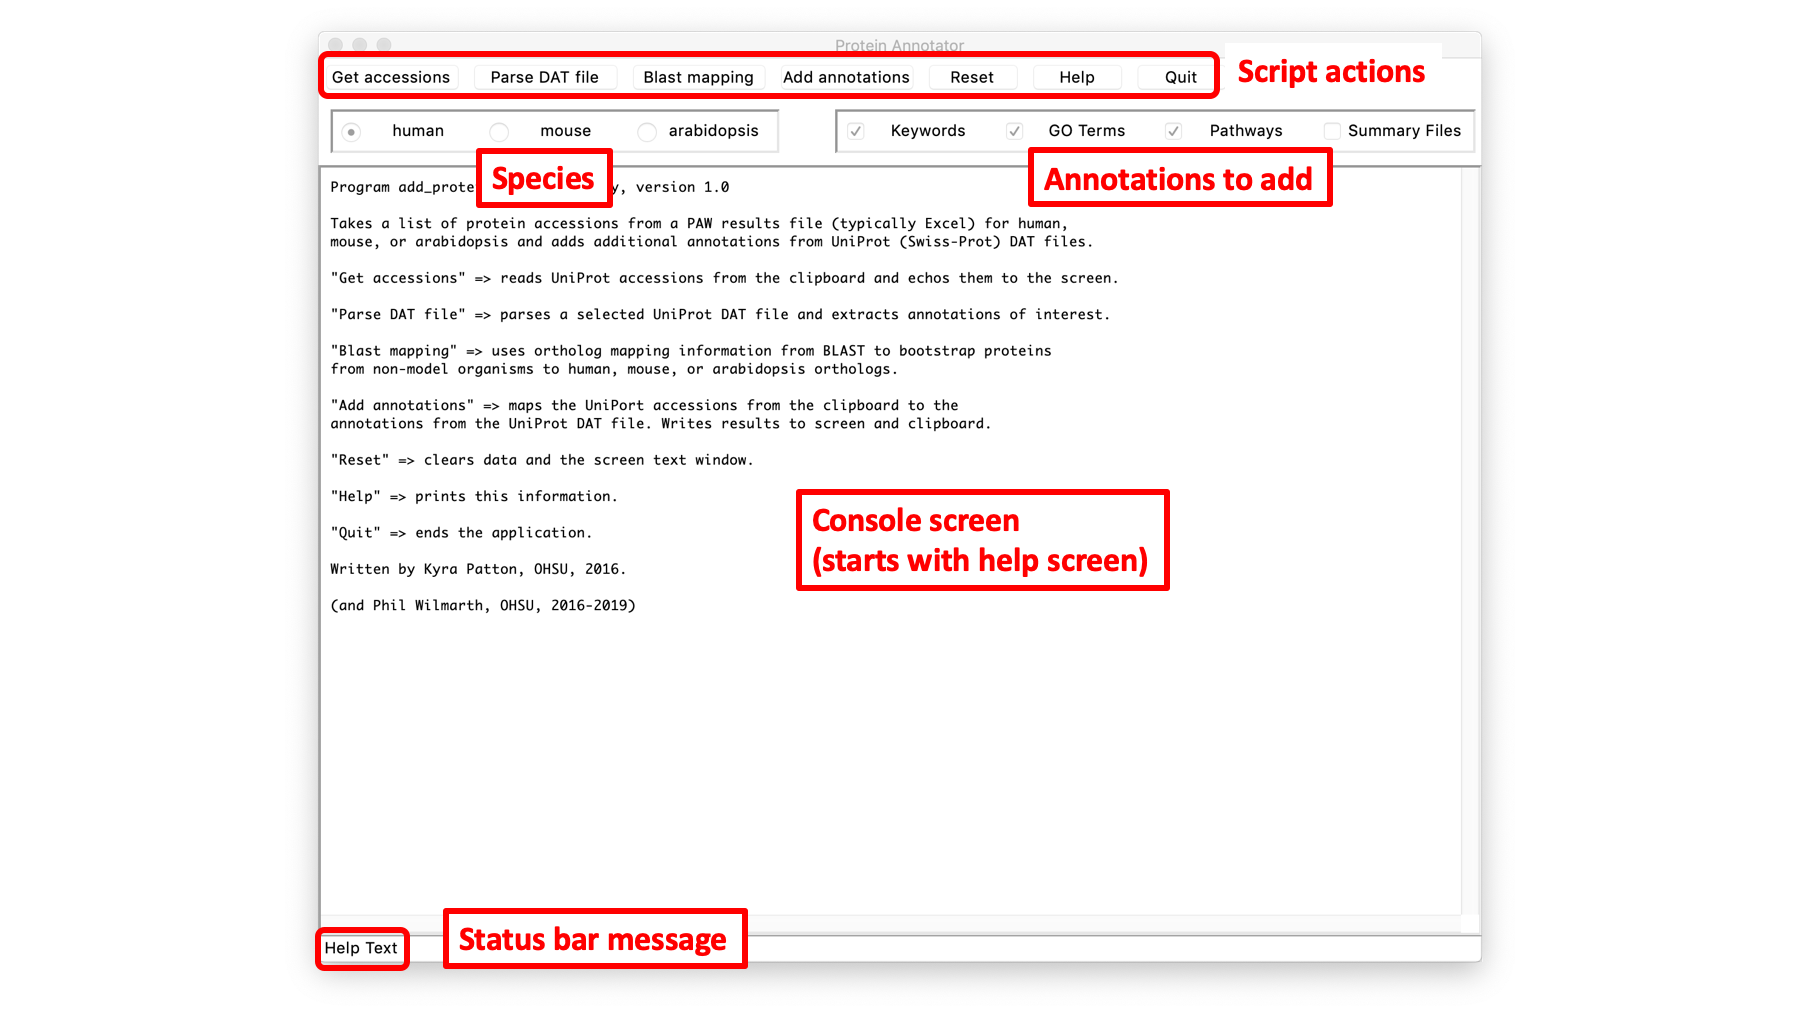 Protein Annotator
Get accessions Parse DAT file Blast mapping Add annotations Reset Help Quit
Script actions
human mouse arabidopsis Keywords GO Terms Pathways Summary Files
Species
Annotations to add
Program add_prote y, version 1.0
Takes a list of protein accessions from a PAW results file (typically Excel) for human,
mouse, or arabidopsis and adds additional annotations from UniProt (Swiss-Prot) DAT files.
"Get accessions" => reads UniProt accessions from the clipboard and echos them to the screen.
"Parse DAT file" => parses a selected UniProt DAT file and extracts annotations of interest.
"Blast mapping" => uses ortholog mapping information from BLAST to bootstrap proteins
from non-model organisms to human, mouse, or arabidopsis orthologs.
"Add annotations" => maps the UniPort accessions from the clipboard to the
annotations from the UniProt DAT file. Writes results to screen and clipboard.
"Reset" => clears data and the screen text window.
"Help" => prints this information.
"Quit" => ends the application.
Written by Kyra Patton, OHSU, 2016.
(and Phil Wilmarth, OHSU, 2016-2019)
Console screen
(starts with help screen)
Help Text
Status bar message